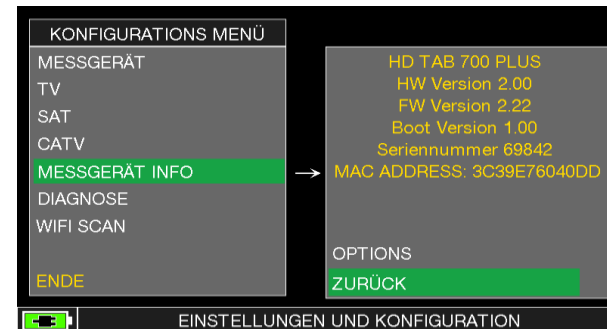 KONFIGURATIONS MENÜ
MESSGERÄT
TV
SAT
CATV
MESSGERÄT INFO
DIAGNOSE
WIFI SCAN
ENDE
→
HD TAB 700 PLUS
HW Version 2.00
FW Version 2.22
Boot Version 1.00
Seriennummer 69842
MAC ADDRESS: 3C39E76040DD
OPTIONS
ZURÜCK
EINSTELLUNGEN UND KONFIGURATION